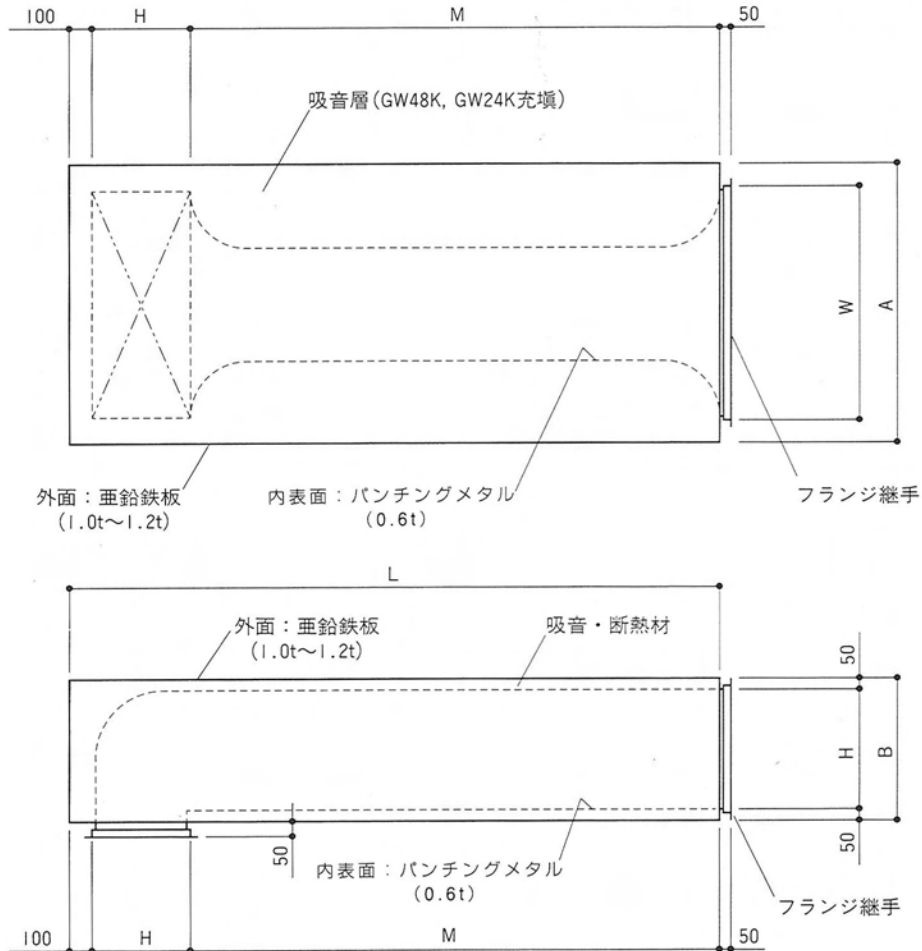 100 H M 50
吸音層(GW48K, GW24K充塡)
W
A
外面：亜鉛鉄板
(1.0t～1.2t)
内表面：パンチングメタル
(0.6t)
フランジ継手
L
外面：亜鉛鉄板
(1.0t～1.2t)
吸音・断熱材
50
H
B
50
50
内表面：パンチングメタル
(0.6t)
フランジ継手
100 H M 50